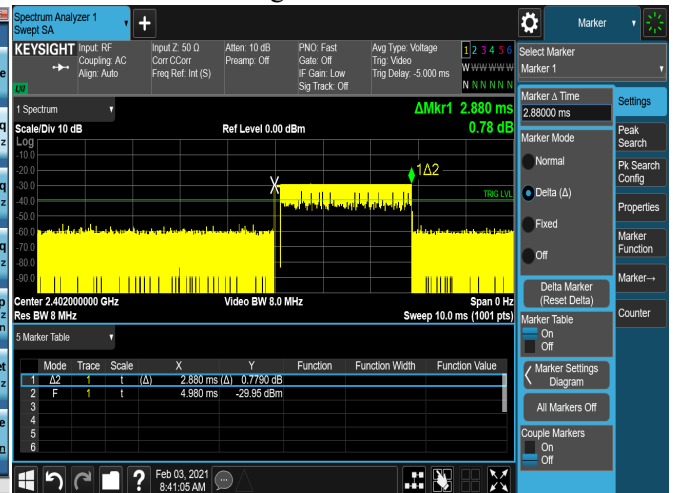 Spectrum Analyzer 1
Swept SA
Marker
KEYSIGHT
Input: RF
Coupling: AC
Align: Auto
Input Z: 50 Ω
Corr CCorr
Freq Ref: Int (S)
Atten: 10 dB
Preamp: Off
PNO: Fast
Gate: Off
IF Gain: Low
Sig Track: Off
Avg Type: Voltage
Trig: Video
Trig Delay: -5.000 ms
1 2 3 4 5 6
W W W W W W
N N N N N N
LXI
Select Marker
Marker 1
1 Spectrum
ΔMkr1 2.880 ms
0.78 dB
Scale/Div 10 dB
Ref Level 0.00 dBm
Log
-10.0
-20.0
-30.0
-40.0
-50.0
-60.0
-70.0
-80.0
-90.0
1Δ2
TRIG LVL
Center 2.402000000 GHz
Video BW 8.0 MHz
Span 0 Hz
Res BW 8 MHz
Sweep 10.0 ms (1001 pts)
5 Marker Table
Mode Trace Scale X Y Function Function Width Function Value
1 Δ2 1 t (Δ) 2.880 ms (Δ) 0.7790 dB
2 F 1 t 4.980 ms -29.95 dBm
3
4
5
6
?
Feb 03, 2021
8:41:05 AM
Marker Δ Time
2.88000 ms
Marker Mode
Normal
Delta (Δ)
Fixed
Off
Delta Marker
(Reset Delta)
Marker Table
On
Off
Marker Settings
Diagram
All Markers Off
Couple Markers
On
Off
Settings
Peak
Search
Pk Search
Config
Properties
Marker
Function
Marker→
Counter